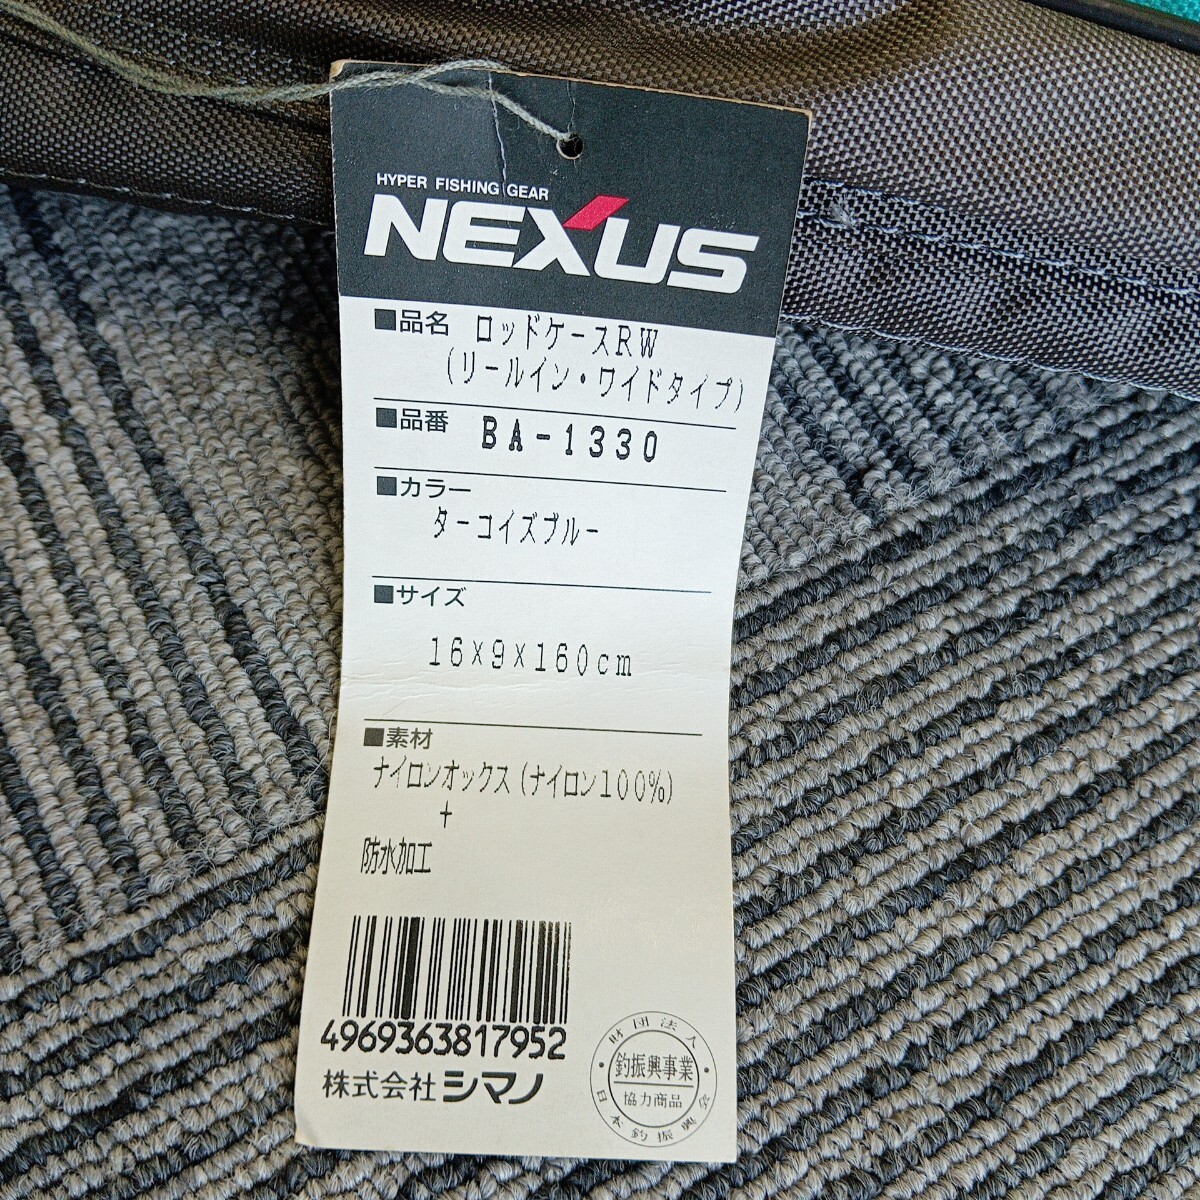 HYPER FISHING GEAR
NEXUS
■品名 ロッドケースRW
(リールイン・ワイドタイプ)
■品番 BA-1330
■カラー
ターコイズブルー
■サイズ
16×9×160cm
■素材
ナイロンオックス(ナイロン100%)
+
防水加工
4969363817952
株式会社シマノ
・財団法人・
釣振興事業
協力商品
日本釣振興会